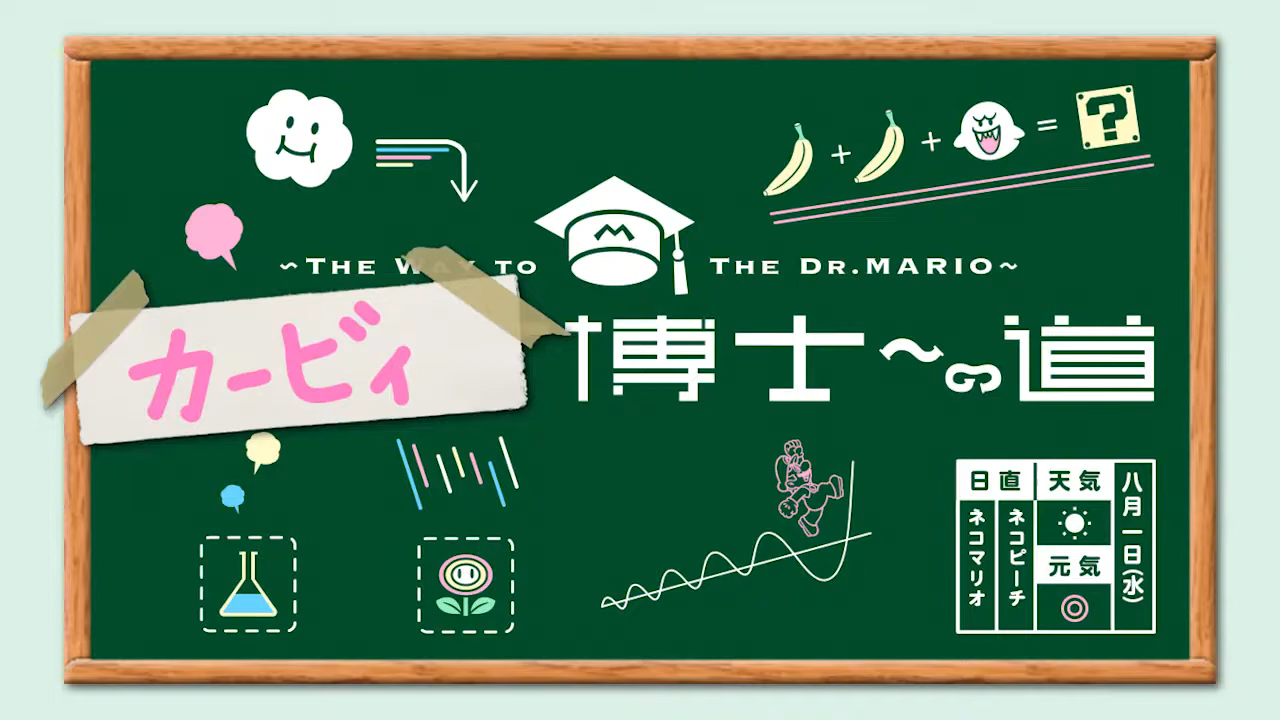 ~THE WAY TO THE DR.MARIO~
カービィ
博士~の道
日直
天気
八月一日(水)
ネコマリオ
ネコピーチ
元気